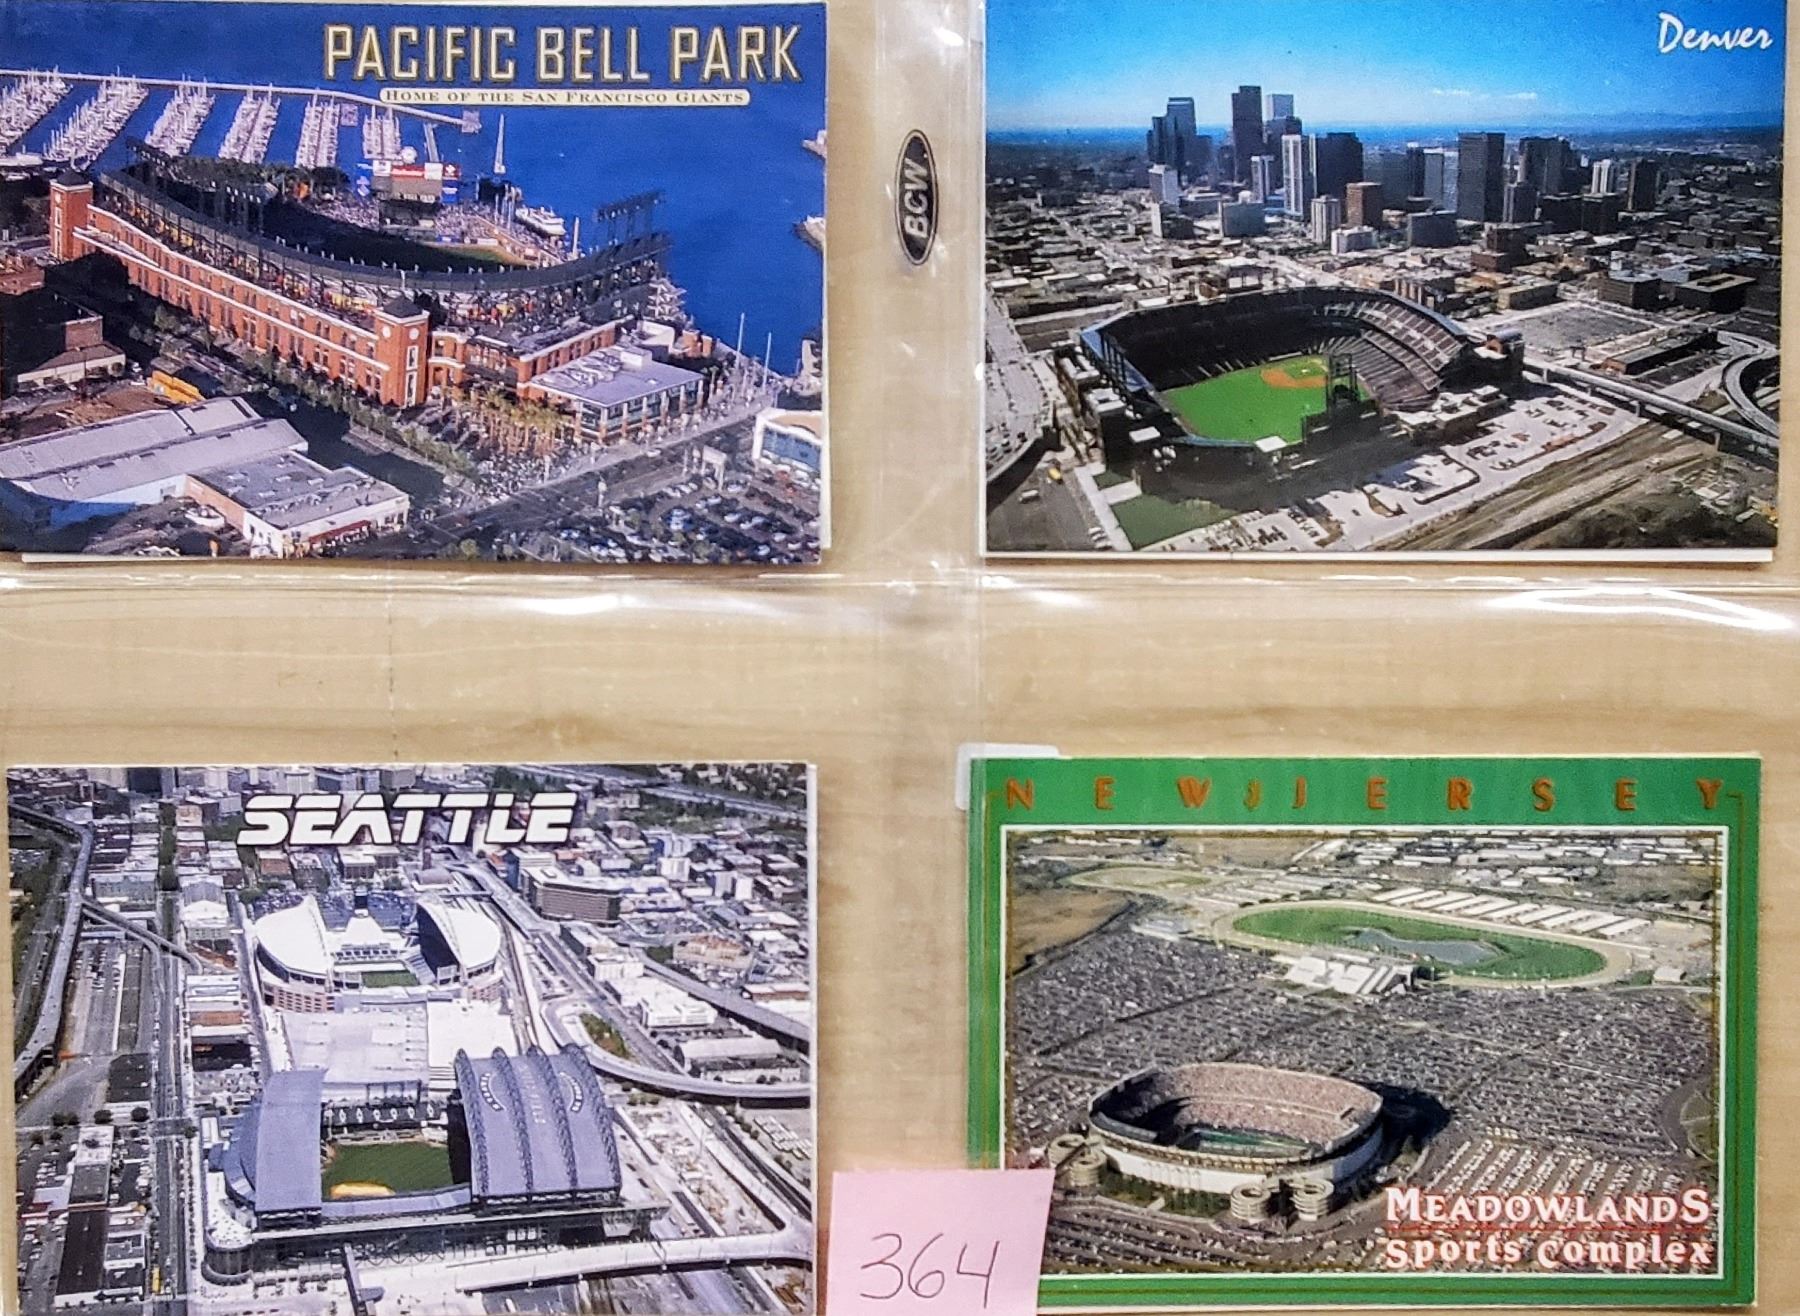 PACIFIC BELL PARK
HOME OF THE SAN FRANCISCO GIANTS
Denver
BCW
SEATTLE
NEW JERSEY
MEADOWLANDS
Sports Complex
364